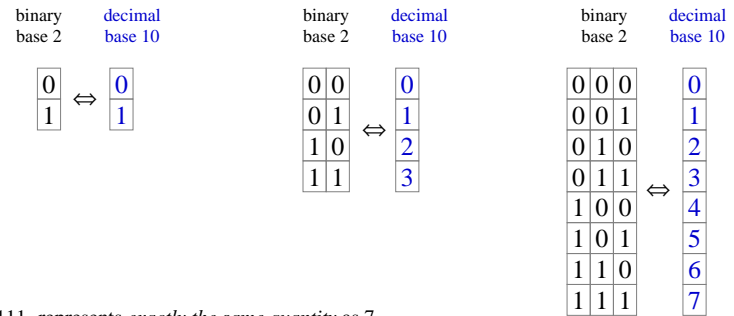 binary decimal binary decimal binary decimal
base 2 base 10 base 2 base 10 base 2 base 10
0 0 0 0 0 0 0 0
1 ⇔ 1 0 1 1 0 0 1 1
1 0 ⇔ 2 0 1 0 2
1 1 3 0 1 1 ⇔ 3
1 0 0 4
1 0 1 5
1 1 0 6
1 1 1 7
111 represents exactly the same quantity as 7